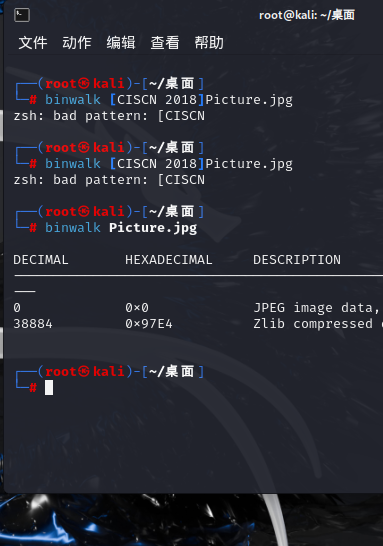 root@kali: ~/桌面
文件 动作 编辑 查看 帮助
┌──(root㉿kali)-[~/桌面]
└─# binwalk [CISCN 2018]Picture.jpg
zsh: bad pattern: [CISCN
┌──(root㉿kali)-[~/桌面]
└─# binwalk [CISCN 2018]Picture.jpg
zsh: bad pattern: [CISCN
┌──(root㉿kali)-[~/桌面]
└─# binwalk Picture.jpg
DECIMAL HEXADECIMAL DESCRIPTION
0 0×0 JPEG image data,
38884 0×97E4 Zlib compressed
┌──(root㉿kali)-[~/桌面]
└─#